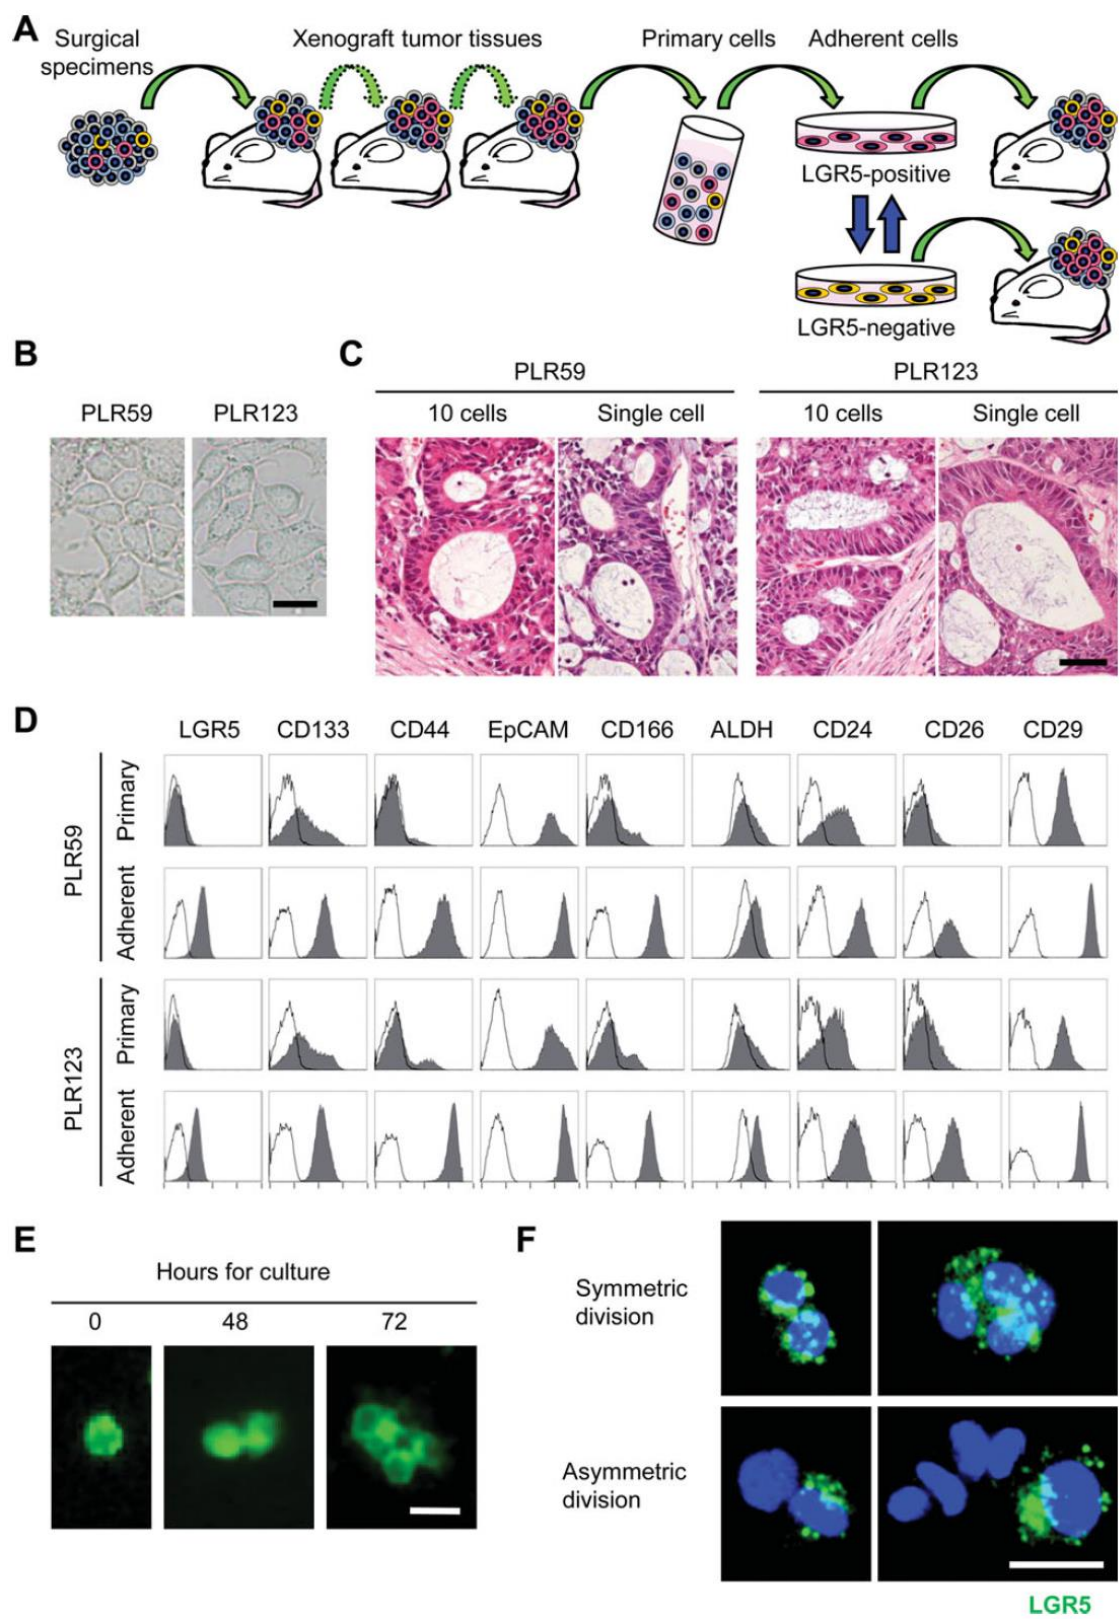 A
Surgical
specimens
Xenograft tumor tissues
Primary cells
Adherent cells
LGR5-positive
LGR5-negative
B
PLR59
PLR123
C
PLR59
PLR123
10 cells
Single cell
10 cells
Single cell
D
LGR5
CD133
CD44
EpCAM
CD166
ALDH
CD24
CD26
CD29
PLR59
Primary
Adherent
PLR123
Primary
Adherent
E
Hours for culture
0
48
72
F
Symmetric
division
Asymmetric
division
LGR5